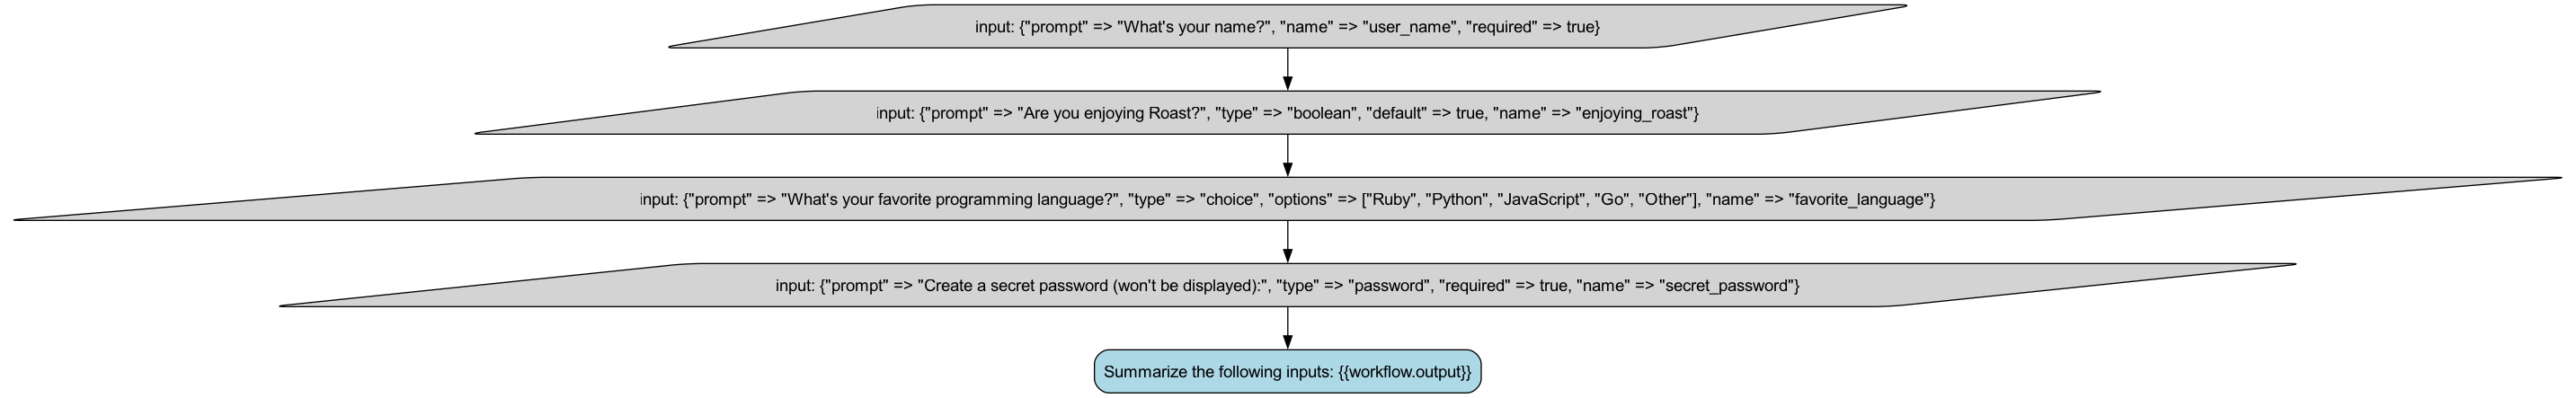 input: {"prompt" => "What's your name?", "name" => "user_name", "required" => true}
input: {"prompt" => "Are you enjoying Roast?", "type" => "boolean", "default" => true, "name" => "enjoying_roast"}
input: {"prompt" => "What's your favorite programming language?", "type" => "choice", "options" => ["Ruby", "Python", "JavaScript", "Go", "Other"], "name" => "favorite_language"}
input: {"prompt" => "Create a secret password (won't be displayed):", "type" => "password", "required" => true, "name" => "secret_password"}
Summarize the following inputs: {{workflow.output}}